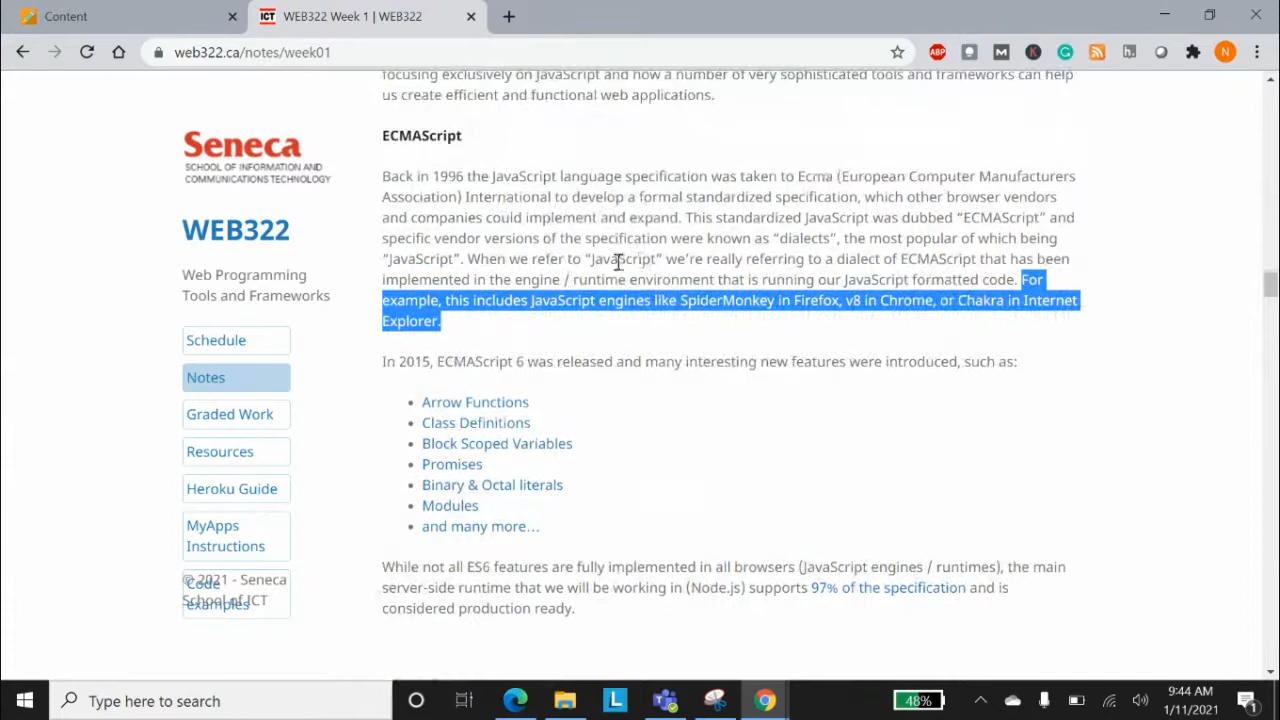 Content
ICT
WEB322 Week 1 | WEB322
web322.ca/notes/week01
ABP
M
K
G
N
focusing exclusively on JavaScript and how a number of very sophisticated tools and frameworks can help
us create efficient and functional web applications.
Seneca
SCHOOL OF INFORMATION AND
COMMUNICATIONS TECHNOLOGY
WEB322
Web Programming
Tools and Frameworks
Schedule
Notes
Graded Work
Resources
Heroku Guide
MyApps
Instructions
Code
examples
© 2021 - Seneca
School of ICT
ECMAScript
Back in 1996 the JavaScript language specification was taken to Ecma (European Computer Manufacturers
Association) International to develop a formal standardized specification, which other browser vendors
and companies could implement and expand. This standardized JavaScript was dubbed “ECMAScript” and
specific vendor versions of the specification were known as “dialects”, the most popular of which being
“JavaScript”. When we refer to “JavaScript” we’re really referring to a dialect of ECMAScript that has been
implemented in the engine / runtime environment that is running our JavaScript formatted code. For
example, this includes JavaScript engines like SpiderMonkey in Firefox, v8 in Chrome, or Chakra in Internet
Explorer.
In 2015, ECMAScript 6 was released and many interesting new features were introduced, such as:
Arrow Functions
Class Definitions
Block Scoped Variables
Promises
Binary & Octal literals
Modules
and many more…
While not all ES6 features are fully implemented in all browsers (JavaScript engines / runtimes), the main
server-side runtime that we will be working in (Node.js) supports 97% of the specification and is
considered production ready.
Type here to search
L
48%
9:44 AM
1/11/2021
1